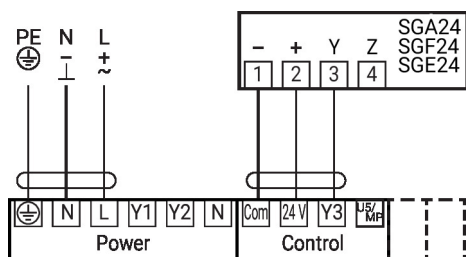 PE N L
− +
⊥ ~
SGA24
SGF24
SGE24
− + Y Z
1 2 3 4
N L Y1 Y2 N Com 24 V Y3 U5/MP
Power Control